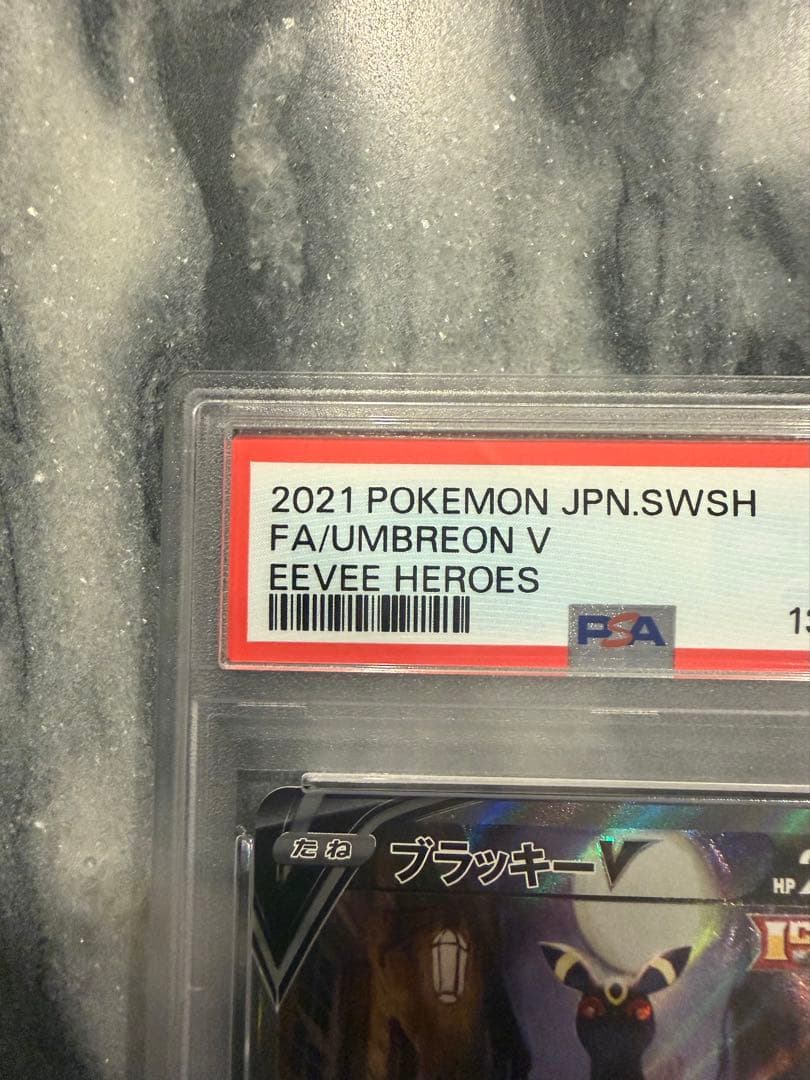 2021 POKEMON JPN.SWSH
FA/UMBREON V
EEVEE HEROES
PSA
たね ブラッキーV
HP